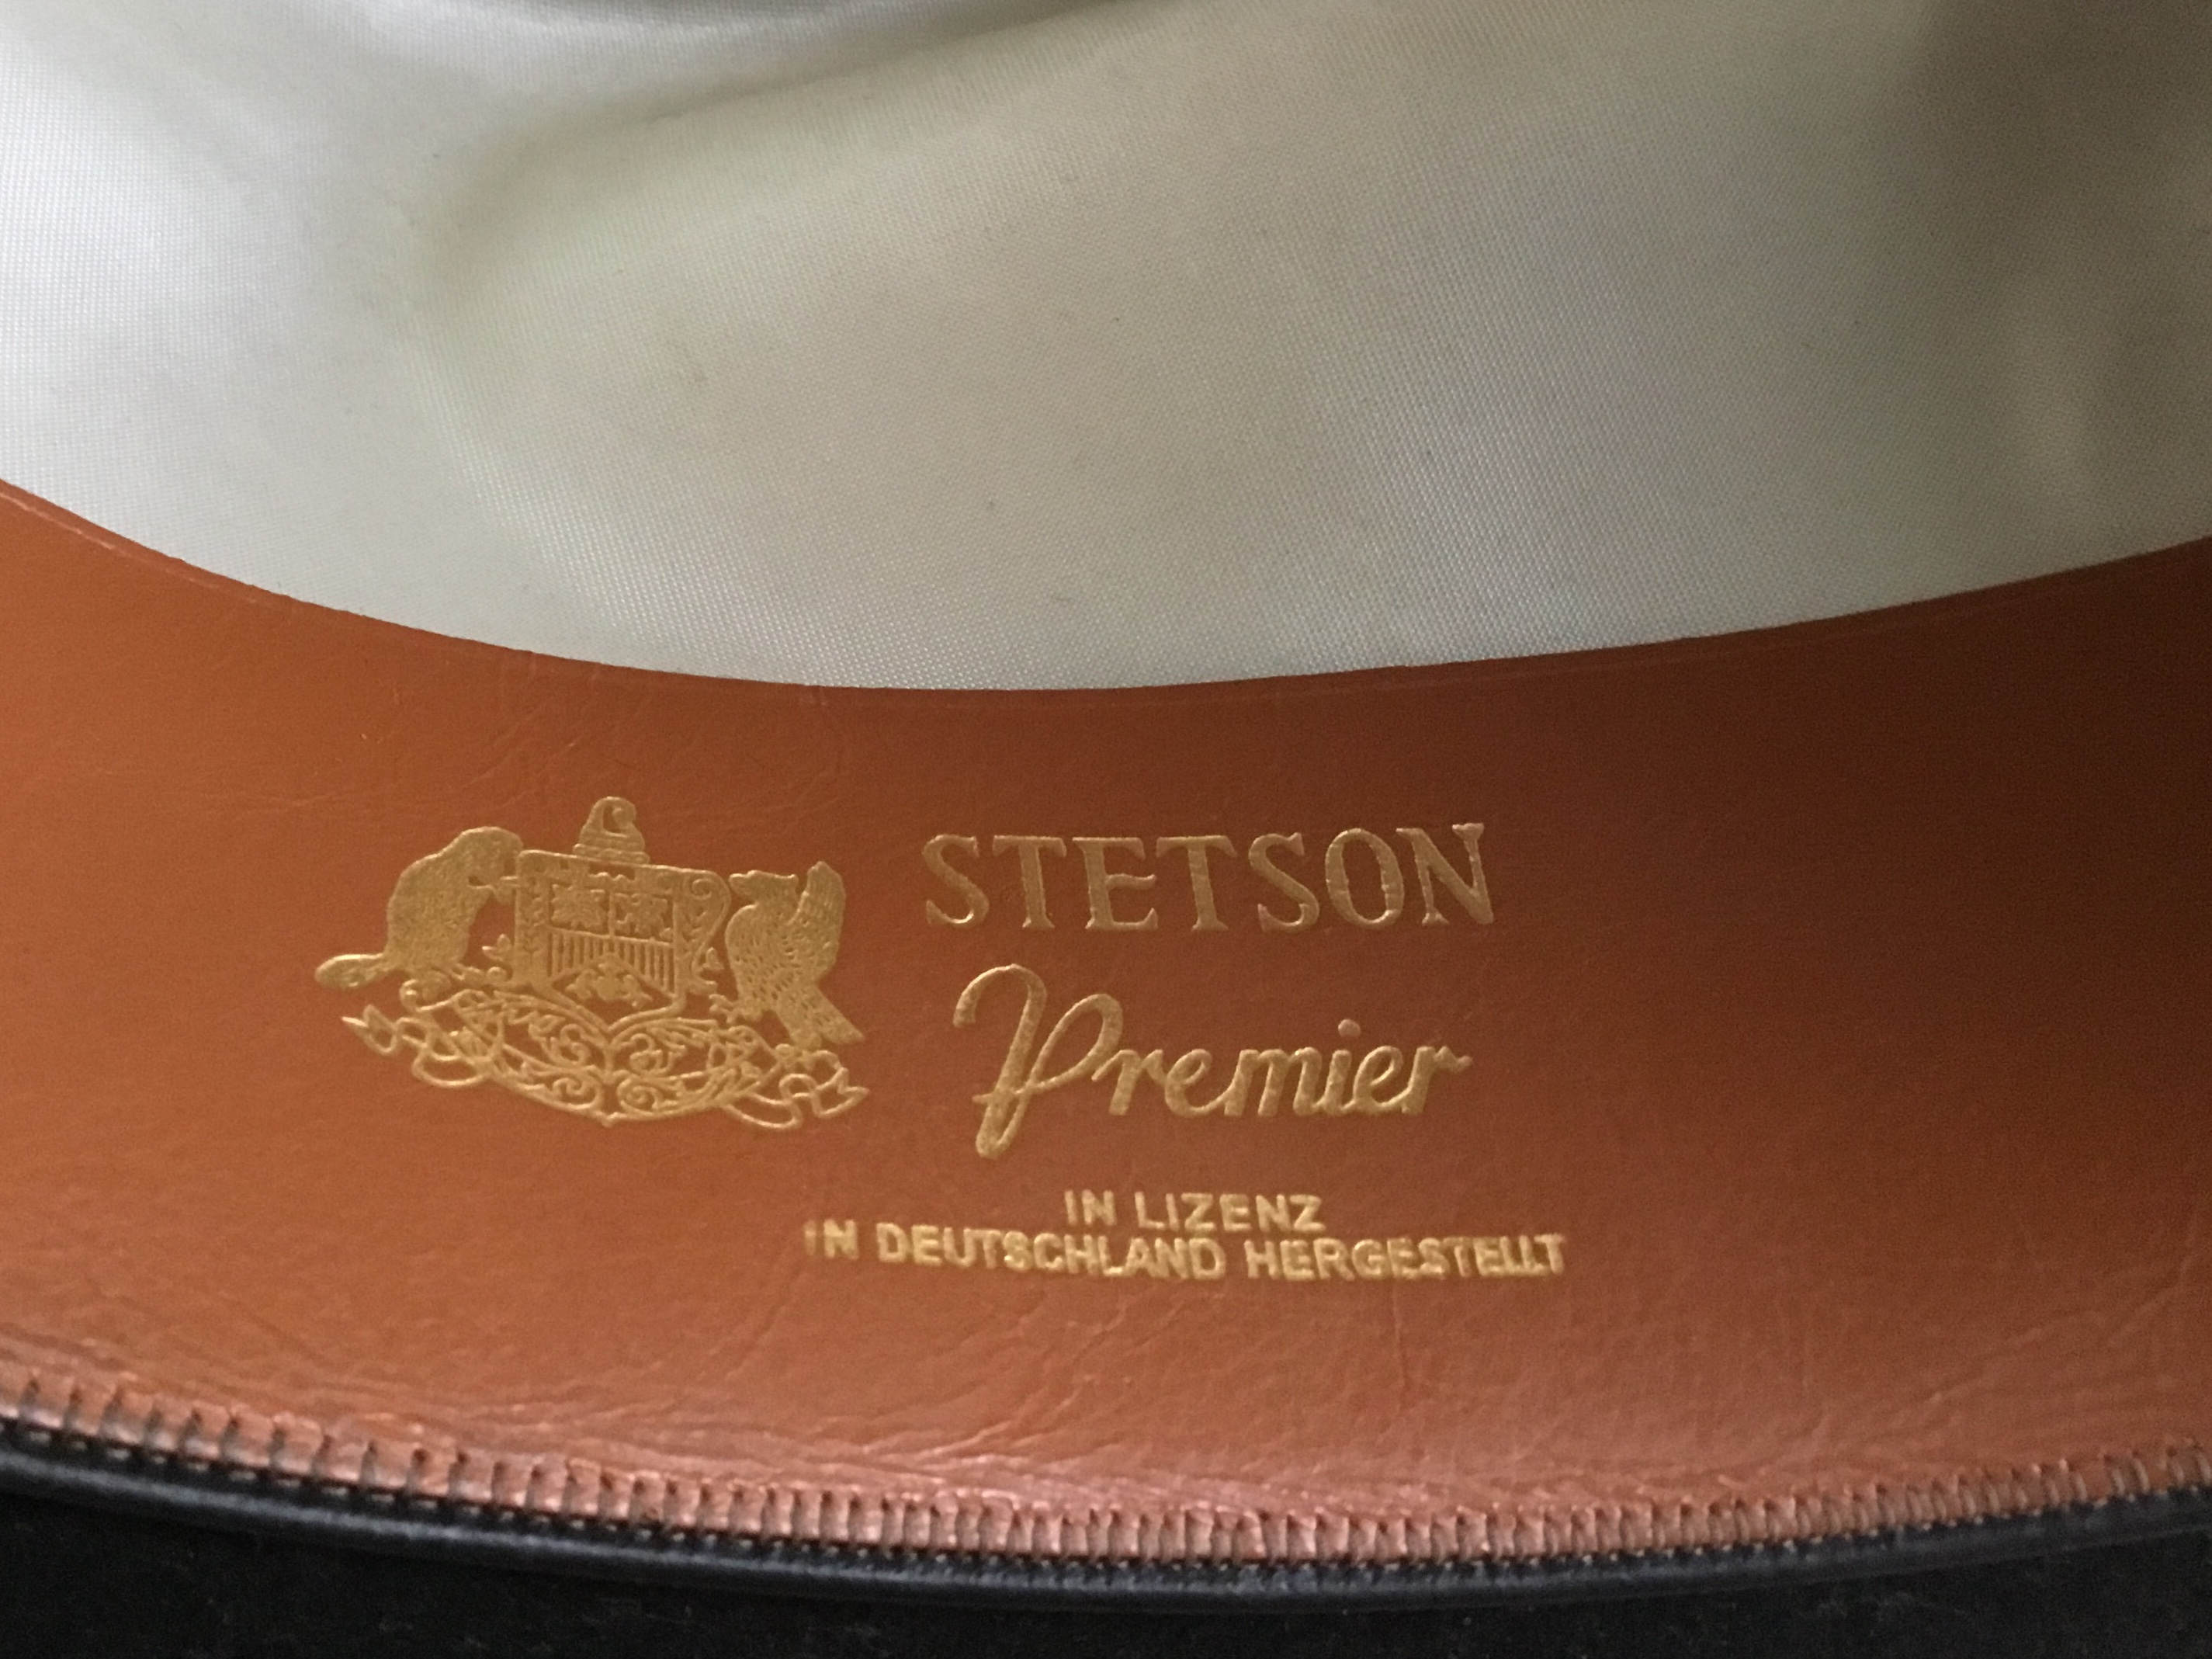 STETSON
Premier
IN LIZENZ
IN DEUTSCHLAND HERGESTELLT